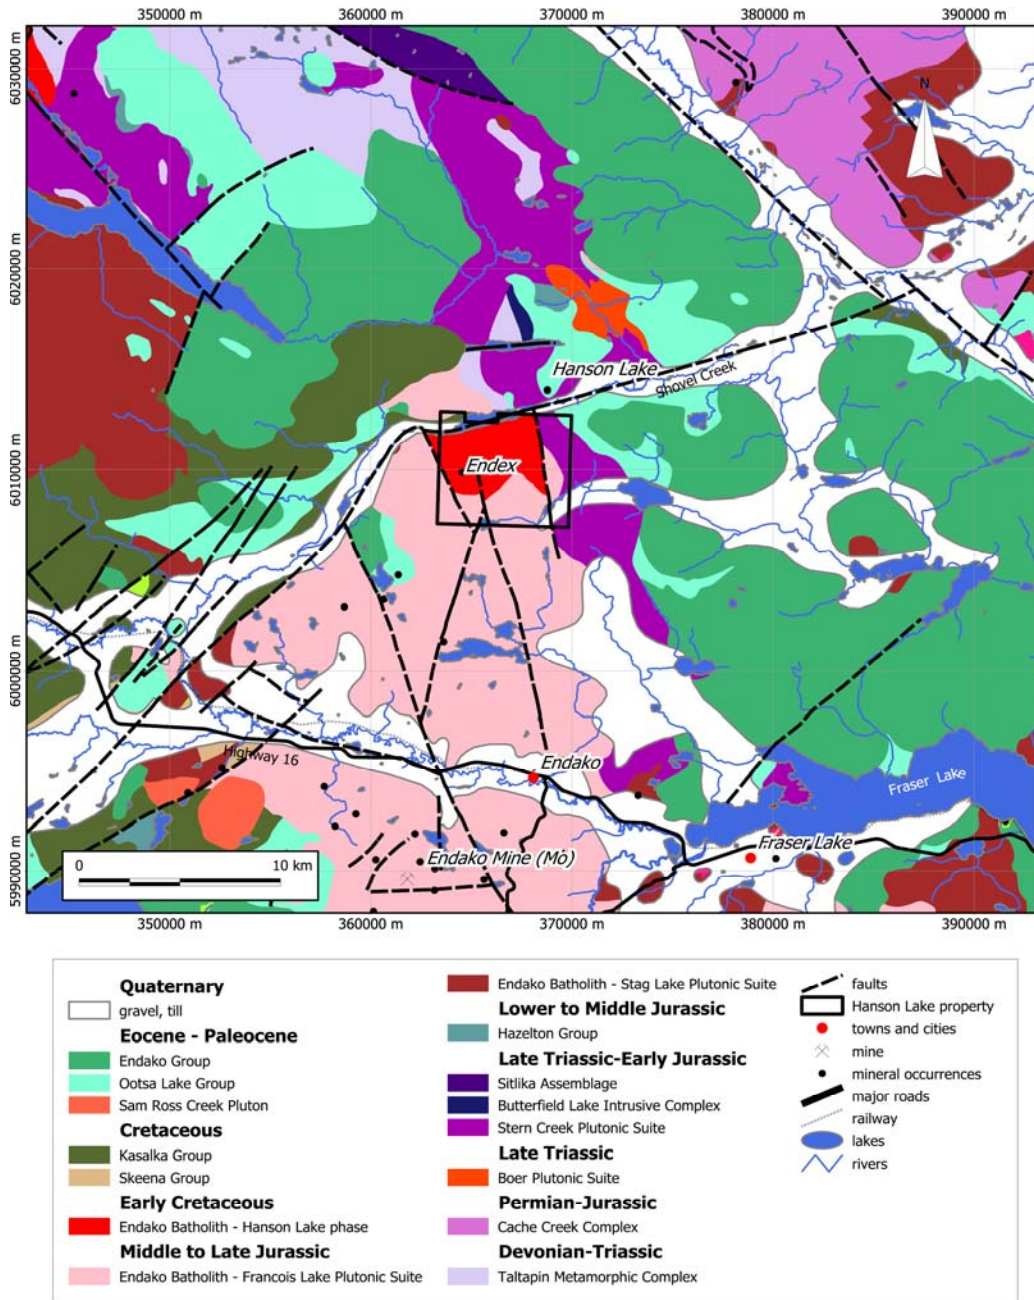 350000 m 360000 m 370000 m 380000 m 390000 m
6030000 m
N
6020000 m
Hanson Lake
Shovel Creek
6010000 m
Endex
6000000 m
Highway 16
Endako
Fraser Lake
Fraser Lake
Endako Mine (Mo)
5990000 m
0 10 km
350000 m 360000 m 370000 m 380000 m 390000 m
Quaternary
gravel, till
Eocene - Paleocene
Endako Group
Ootsa Lake Group
Sam Ross Creek Pluton
Cretaceous
Kasalka Group
Skeena Group
Early Cretaceous
Endako Batholith - Hanson Lake phase
Middle to Late Jurassic
Endako Batholith - Francois Lake Plutonic Suite
Endako Batholith - Stag Lake Plutonic Suite
Lower to Middle Jurassic
Hazelton Group
Late Triassic-Early Jurassic
Sitlika Assemblage
Butterfield Lake Intrusive Complex
Stern Creek Plutonic Suite
Late Triassic
Boer Plutonic Suite
Permian-Jurassic
Cache Creek Complex
Devonian-Triassic
Taltapin Metamorphic Complex
faults
Hanson Lake property
towns and cities
mine
mineral occurrences
major roads
railway
lakes
rivers